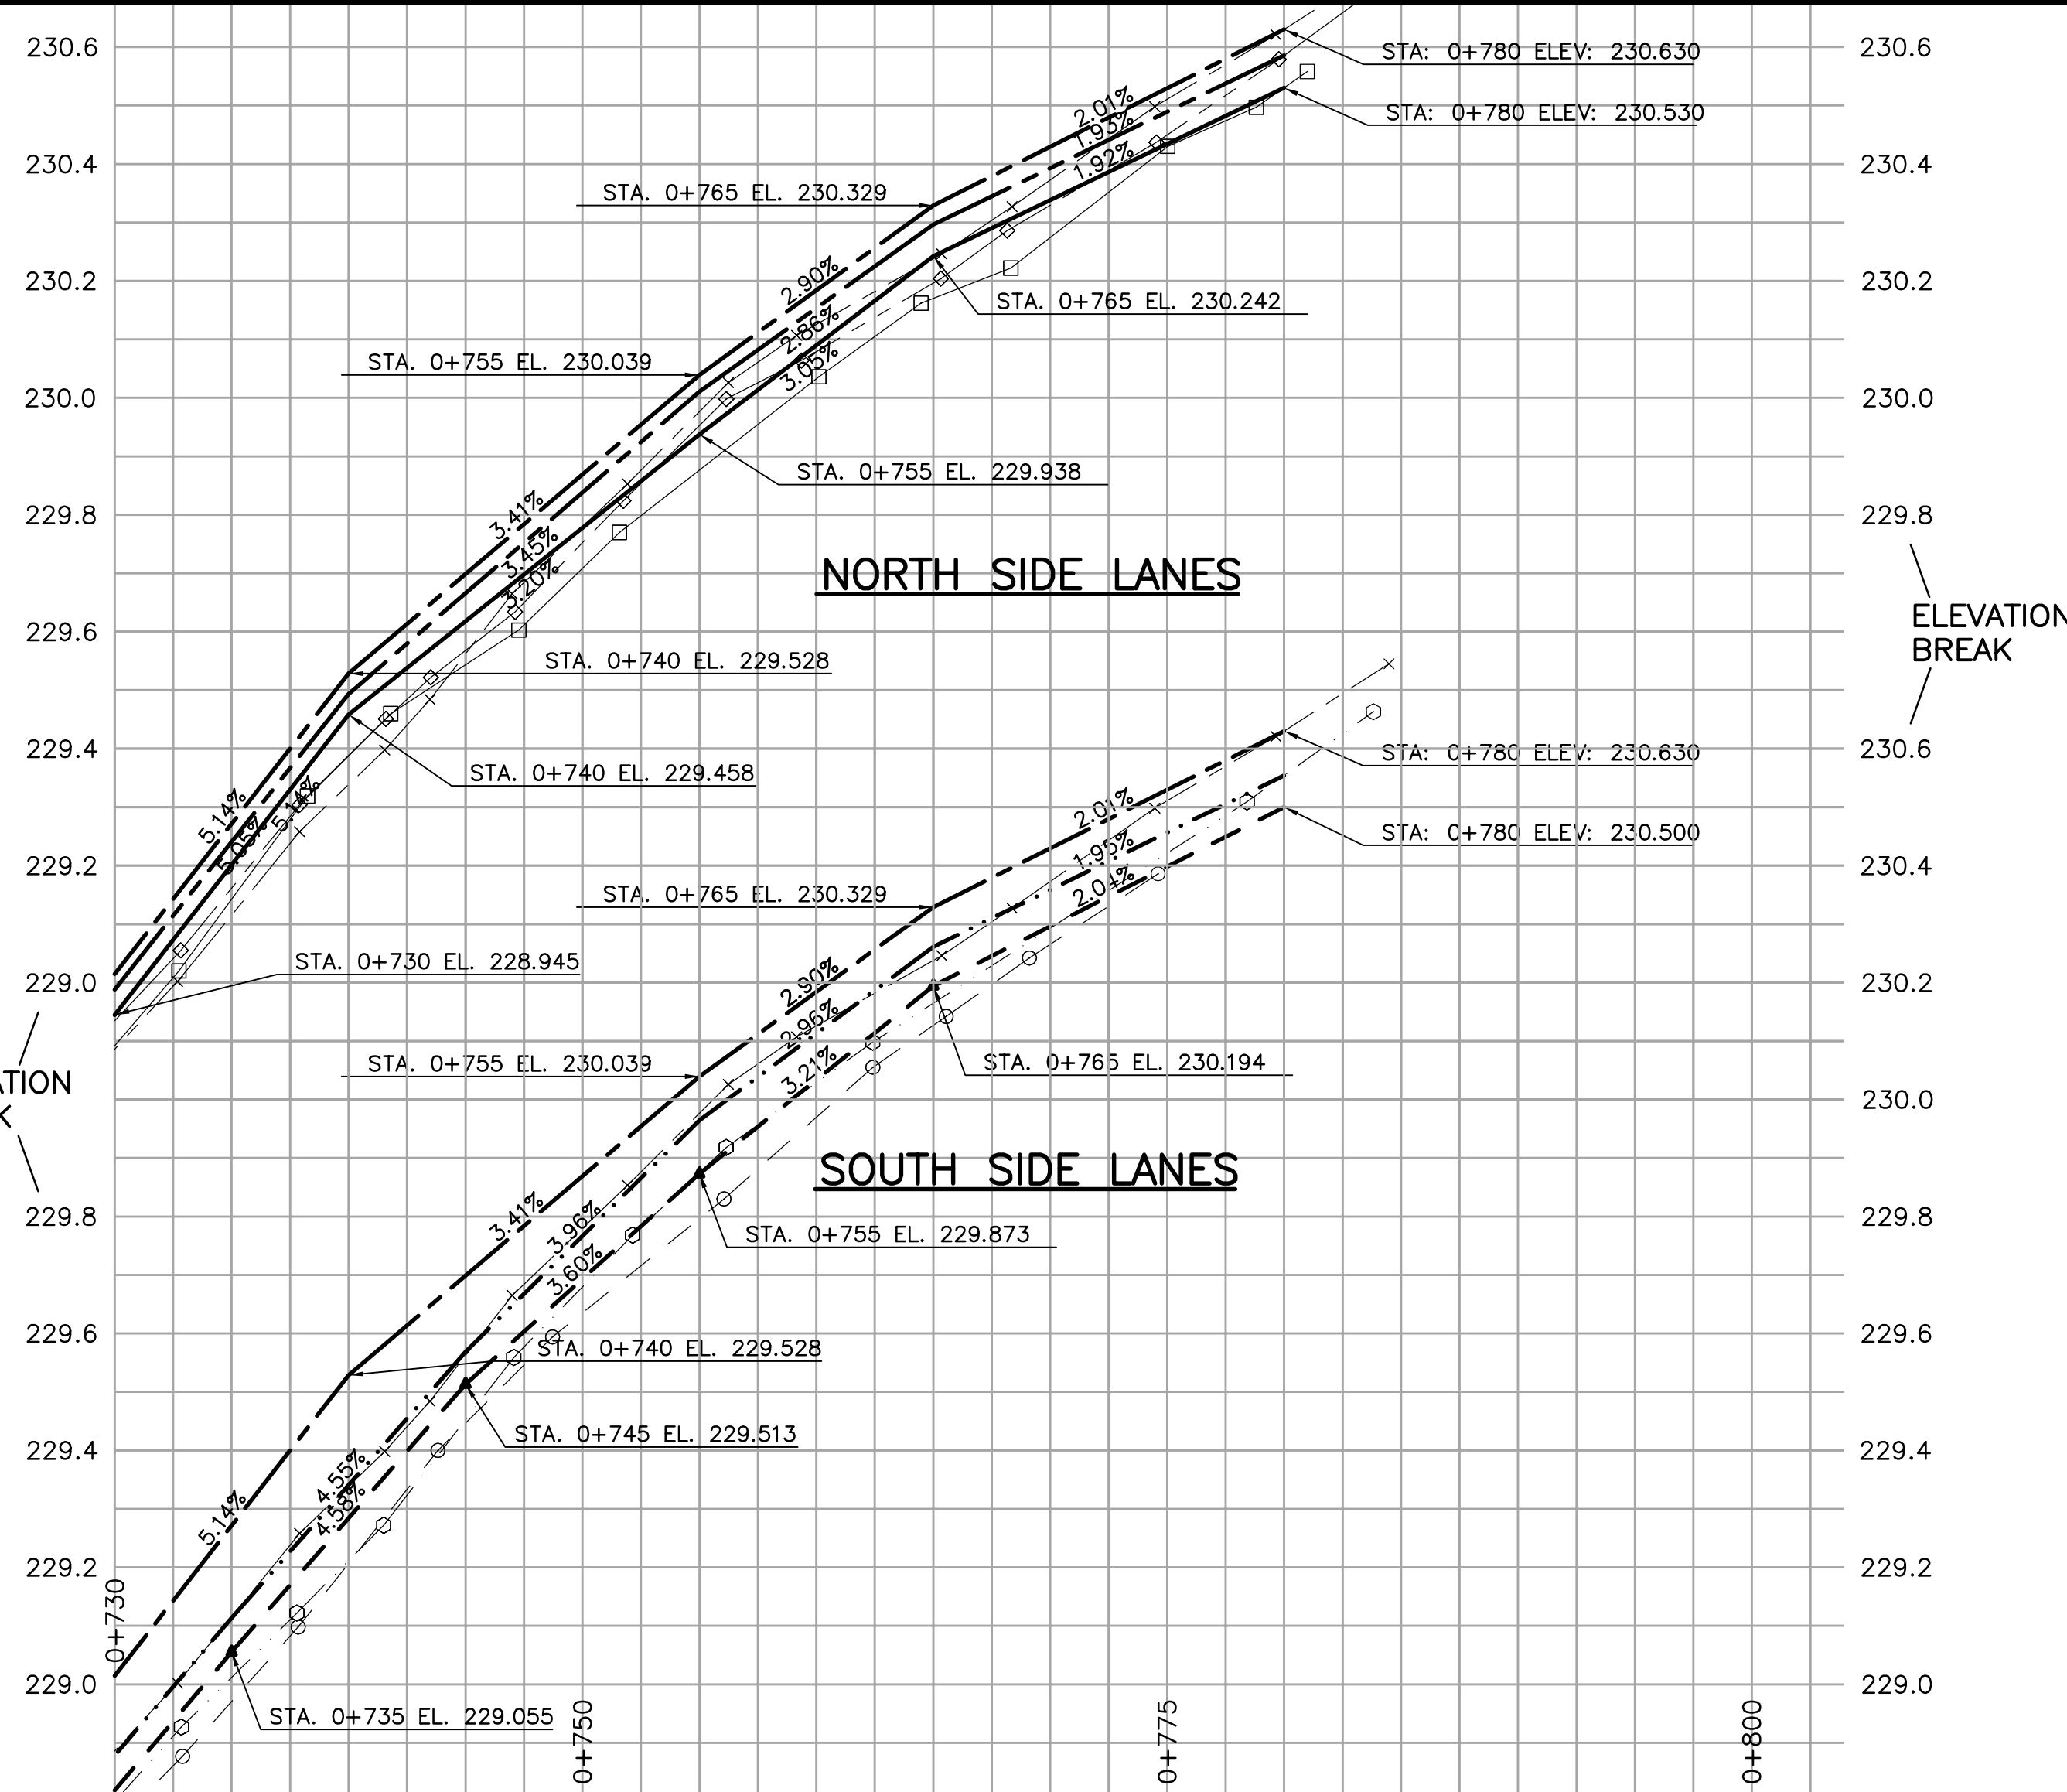 230.6
STA: 0+780 ELEV: 230.630
230.6
2.01%
1.93%
STA: 0+780 ELEV: 230.530
230.4
1.92%
230.4
STA. 0+765 EL. 230.329
230.2
2.90%
STA. 0+765 EL. 230.242
230.2
2.86%
3.05%
STA. 0+755 EL. 230.039
230.0
230.0
STA. 0+755 EL. 229.938
229.8
3.41%
229.8
3.45%
3.20%
NORTH SIDE LANES
229.6
ELEVATION
BREAK
STA. 0+740 EL. 229.528
229.4
STA. 0+740 EL. 229.458
STA: 0+780 ELEV: 230.630
230.6
5.14%
5.14%
5.05%
2.01%
1.95%
STA: 0+780 ELEV: 230.500
229.2
2.04%
230.4
STA. 0+765 EL. 230.329
STA. 0+730 EL. 228.945
229.0
2.90%
230.2
2.96%
ATION
K
STA. 0+755 EL. 230.039
3.21%
STA. 0+765 EL. 230.194
230.0
SOUTH SIDE LANES
229.8
3.41%
3.96%
STA. 0+755 EL. 229.873
229.8
3.60%
229.6
STA. 0+740 EL. 229.528
229.6
STA. 0+745 EL. 229.513
229.4
4.55%
4.58%
229.4
5.14%
229.2
229.2
0+730
229.0
STA. 0+735 EL. 229.055
229.0
0+750
0+775
0+800